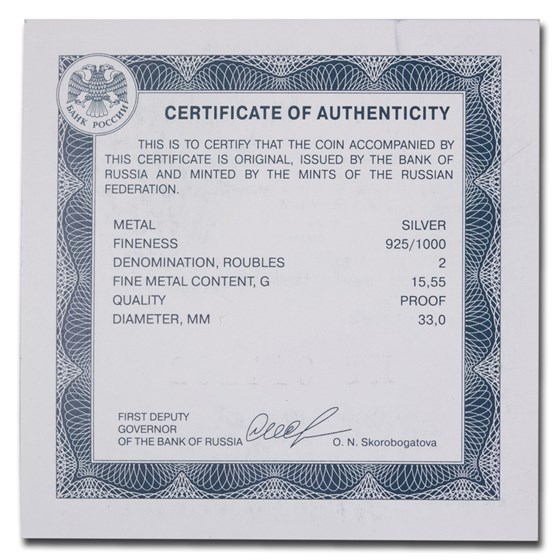 БАНК РОССИИ
CERTIFICATE OF AUTHENTICITY
THIS IS TO CERTIFY THAT THE COIN ACCOMPANIED BY
THIS CERTIFICATE IS ORIGINAL, ISSUED BY THE BANK OF
RUSSIA AND MINTED BY THE MINTS OF THE RUSSIAN
FEDERATION.
METAL SILVER
FINENESS 925/1000
DENOMINATION, ROUBLES 2
FINE METAL CONTENT, G 15,55
QUALITY PROOF
DIAMETER, MM 33,0
FIRST DEPUTY
GOVERNOR
OF THE BANK OF RUSSIA O. N. Skorobogatova